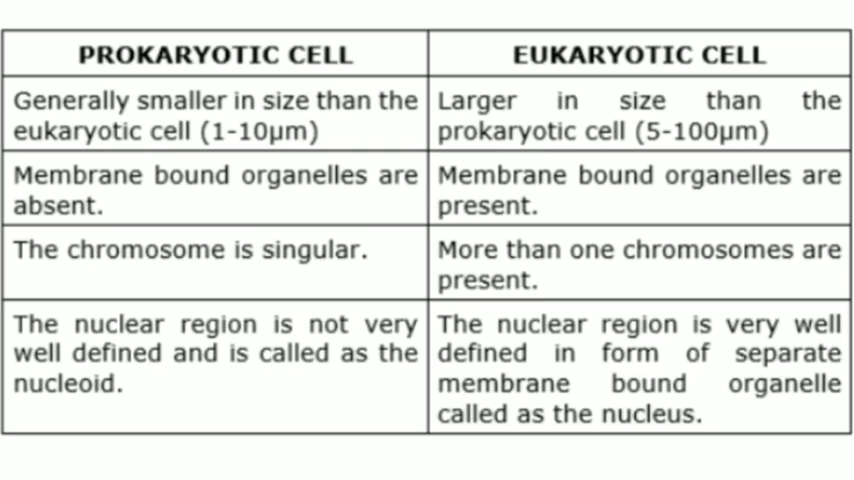 PROKARYOTIC CELL
EUKARYOTIC CELL
Generally smaller in size than the
eukaryotic cell (1-10µm)
Larger in size than the
prokaryotic cell (5-100µm)
Membrane bound organelles are
absent.
Membrane bound organelles are
present.
The chromosome is singular.
More than one chromosomes are
present.
The nuclear region is not very
well defined and is called as the
nucleoid.
The nuclear region is very well
defined in form of separate
membrane bound organelle
called as the nucleus.